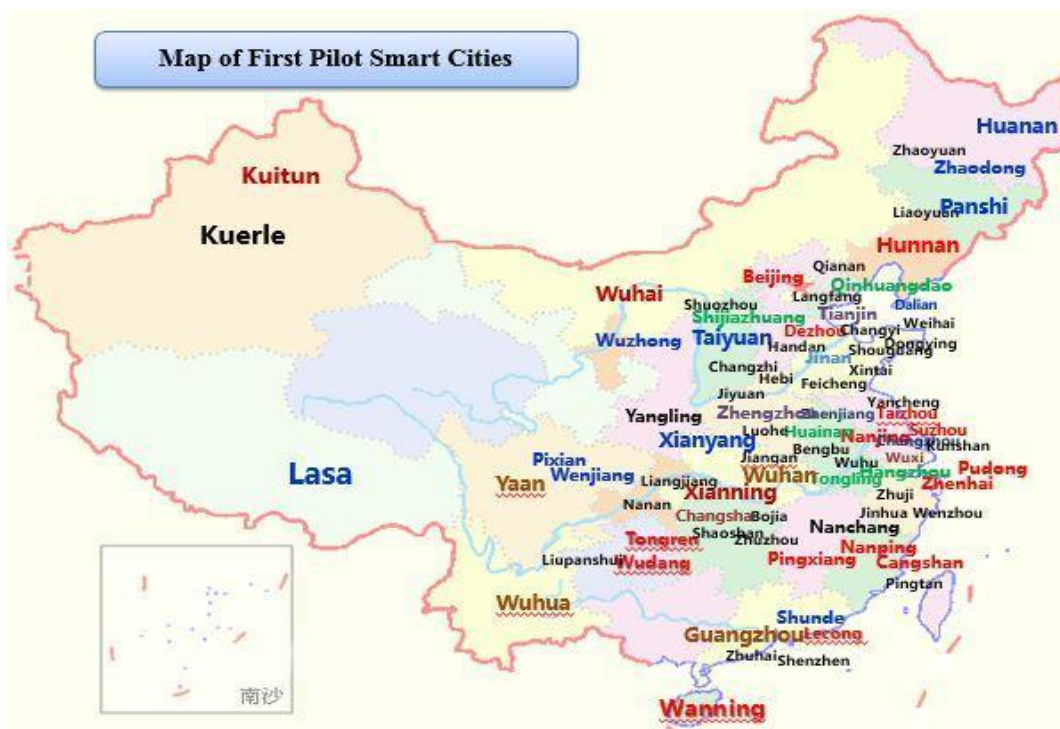 Map of First Pilot Smart Cities
Huanan
Zhaoyuan
Zhaodong
Kuitun
Panshi
Liaoyuan
Kuerle
Hunnan
Qianan
Beijing
Qinhuangdao
Wuhai
Langfang
Shuozhou
Dalian
Shijiazhuang
Tianjin
Weihai
Dezhou
Changyi
Taiyuan
Wuzhong
Handan
Dongying
Shouguang
Jinan
Changzhi
Xintai
Hebi
Feicheng
Jiyuan
Yancheng
Yangling
Zhengzhou
Zhenjiang
Taizhou
Luohe
Huainan
Nanjing
Suzhou
Xianyang
Changzhou
Kunshan
Bengbu
Jiangan
Wuxi
Pixian
Wuhu
Lasa
Wenjiang
Wuhan
Tongling
Hangzhou
Pudong
Yaan
Liangjiang
Zhenhai
Xianning
Zhuji
Nanan
Changsha
Bojia
Jinhua
Wenzhou
Nanchang
Shaoshan
Tongren
Zhuzhou
Nanping
Liupanshui
Wudang
Pingxiang
Cangshan
Pingtan
Wuhua
Shunde
Guangzhou
Lecong
Zhuhai
Shenzhen
南沙
Wanning